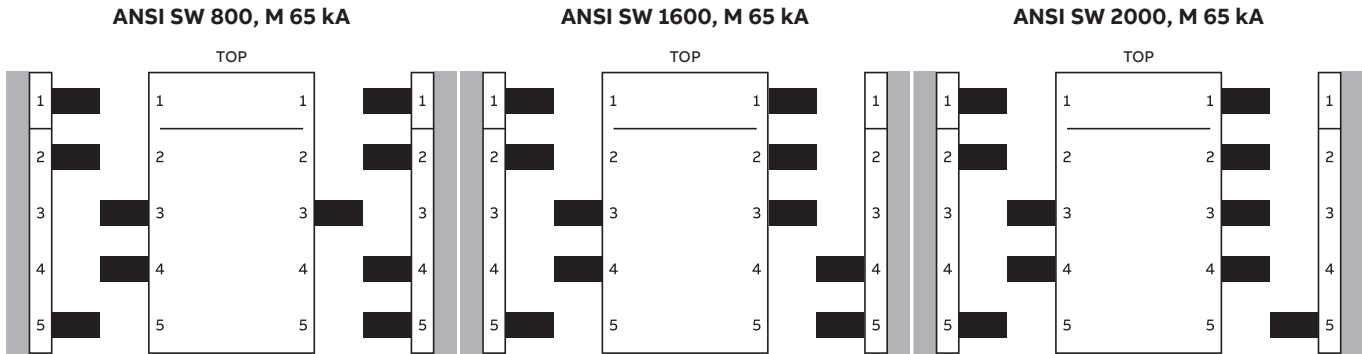 ANSI SW 800, M 65 kA
TOP
1 1 1 1
2 2 2 2
3 3 3 3
4 4 4 4
5 5 5 5
ANSI SW 1600, M 65 kA
TOP
1 1 1 1
2 2 2 2
3 3 3 3
4 4 4 4
5 5 5 5
ANSI SW 2000, M 65 kA
TOP
1 1 1 1
2 2 2 2
3 3 3 3
4 4 4 4
5 5 5 5